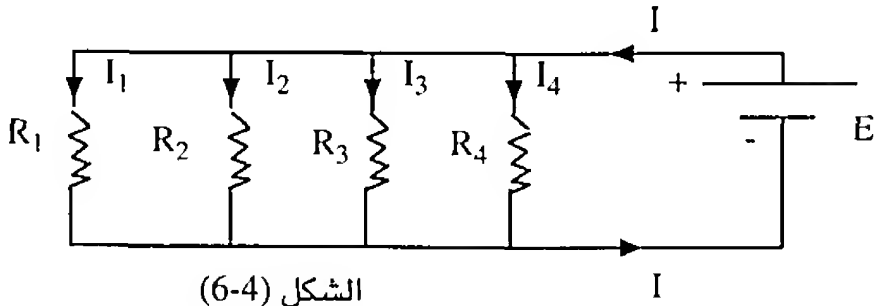 I
I₁ I₂ I₃ I₄ +
R₁ R₂ R₃ R₄ - E
الشكل (6-4) I